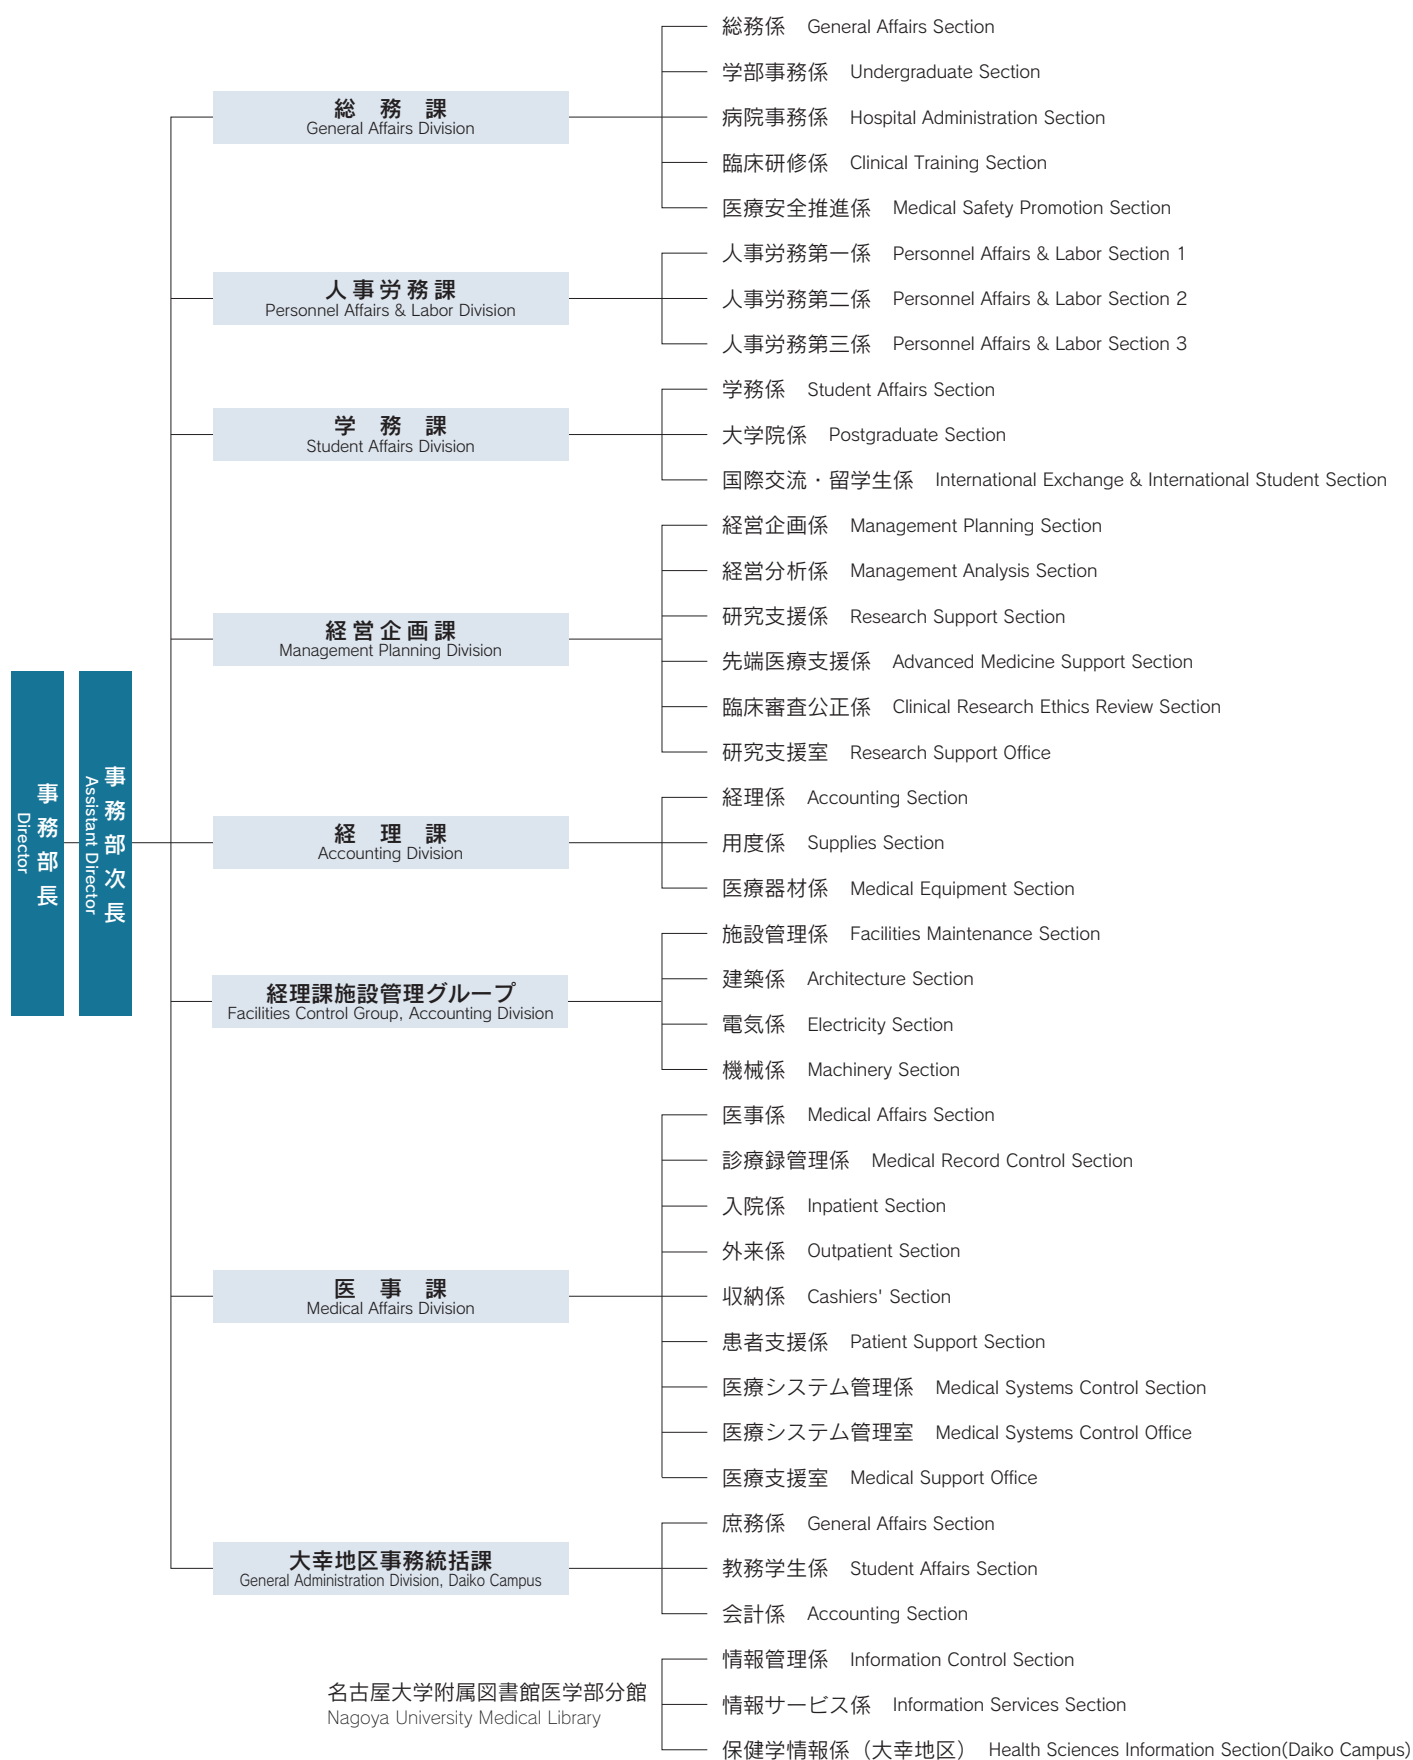 事務部長
Director
事務部次長
Assistant Director
総務課
General Affairs Division
総務係 General Affairs Section
学部事務係 Undergraduate Section
病院事務係 Hospital Administration Section
臨床研修係 Clinical Training Section
医療安全推進係 Medical Safety Promotion Section
人事労務課
Personnel Affairs & Labor Division
人事労務第一係 Personnel Affairs & Labor Section 1
人事労務第二係 Personnel Affairs & Labor Section 2
人事労務第三係 Personnel Affairs & Labor Section 3
学務課
Student Affairs Division
学務係 Student Affairs Section
大学院係 Postgraduate Section
国際交流・留学生係 International Exchange & International Student Section
経営企画課
Management Planning Division
経営企画係 Management Planning Section
経営分析係 Management Analysis Section
研究支援係 Research Support Section
先端医療支援係 Advanced Medicine Support Section
臨床審査公正係 Clinical Research Ethics Review Section
研究支援室 Research Support Office
経理課
Accounting Division
経理係 Accounting Section
用度係 Supplies Section
医療器材係 Medical Equipment Section
経理課施設管理グループ
Facilities Control Group, Accounting Division
施設管理係 Facilities Maintenance Section
建築係 Architecture Section
電気係 Electricity Section
機械係 Machinery Section
医事課
Medical Affairs Division
医事係 Medical Affairs Section
診療録管理係 Medical Record Control Section
入院係 Inpatient Section
外来係 Outpatient Section
収納係 Cashiers' Section
患者支援係 Patient Support Section
医療システム管理係 Medical Systems Control Section
医療システム管理室 Medical Systems Control Office
医療支援室 Medical Support Office
大幸地区事務統括課
General Administration Division, Daiko Campus
庶務係 General Affairs Section
教務学生係 Student Affairs Section
会計係 Accounting Section
名古屋大学附属図書館医学部分館
Nagoya University Medical Library
情報管理係 Information Control Section
情報サービス係 Information Services Section
保健学情報係（大幸地区） Health Sciences Information Section(Daiko Campus)